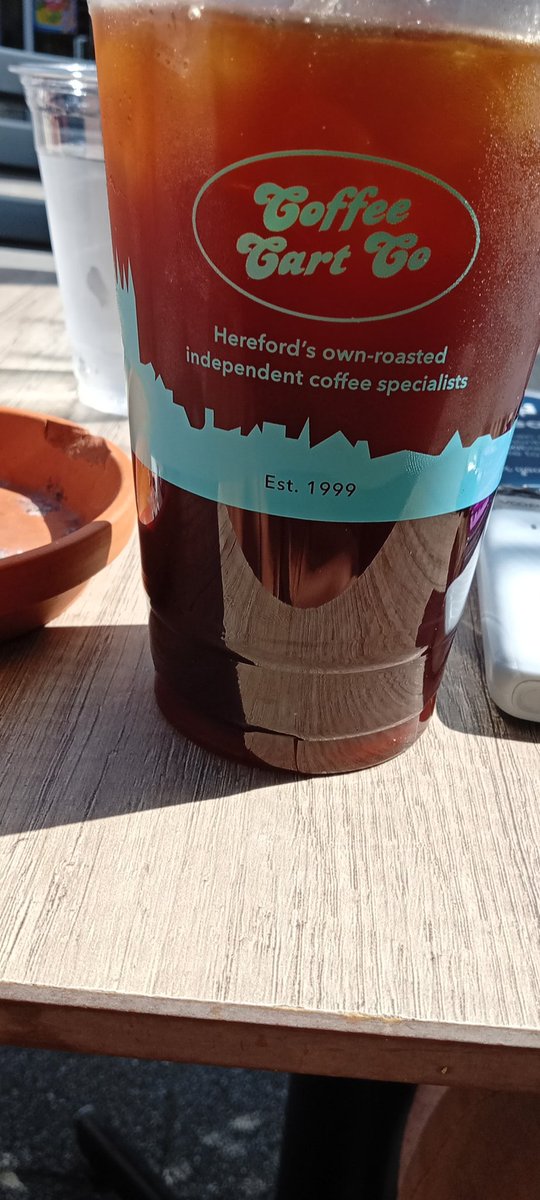 Coffee
Cart Co
Hereford's own-roasted
independent coffee specialists
Est. 1999